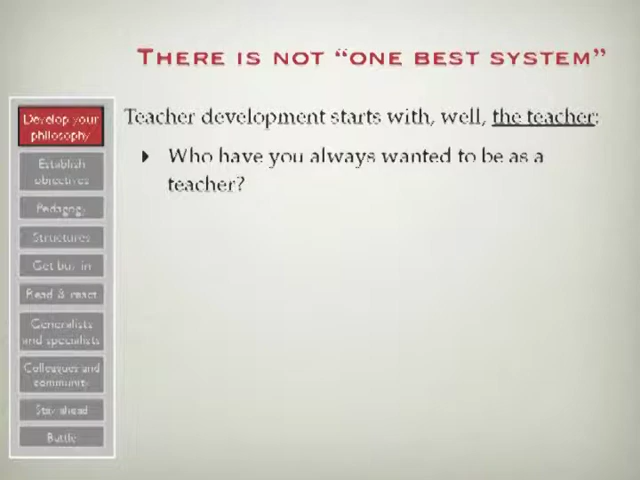 THERE IS NOT “ONE BEST SYSTEM”
Develop your
philosophy
Establish
objectives
Pedagogy
Structures
Get buy in
Read & react
Generalists
and specialists
Colleagues and
community
Stay ahead
Teacher development starts with, well, the teacher:
Who have you always wanted to be as a
teacher?